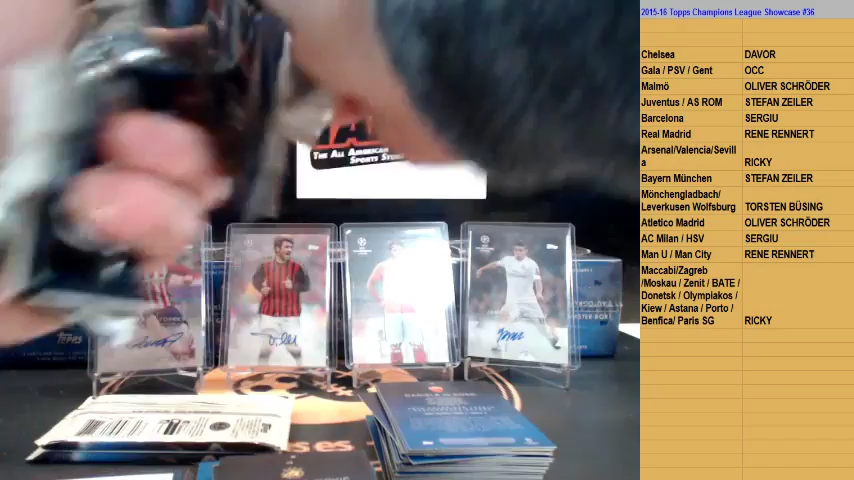 2015-16 Topps Champions League Showcase #36
Chelsea DAVOR
Gala / PSV / Gent OCC
Malmö OLIVER SCHRÖDER
Juventus / AS ROM STEFAN ZEILER
Barcelona SERGIU
Real Madrid RENE RENNERT
Arsenal/Valencia/Sevill
a RICKY
Bayern München STEFAN ZEILER
Mönchengladbach/
Leverkusen Wolfsburg TORSTEN BÜSING
Atletico Madrid OLIVER SCHRÖDER
AC Milan / HSV SERGIU
Man U / Man City RENE RENNERT
Maccabi/Zagreb
/Moskau / Zenit / BATE /
Donetsk / Olympiakos /
Kiew / Astana / Porto /
Benfica/ Paris SG RICKY
THE ALL AMERICAN
topps